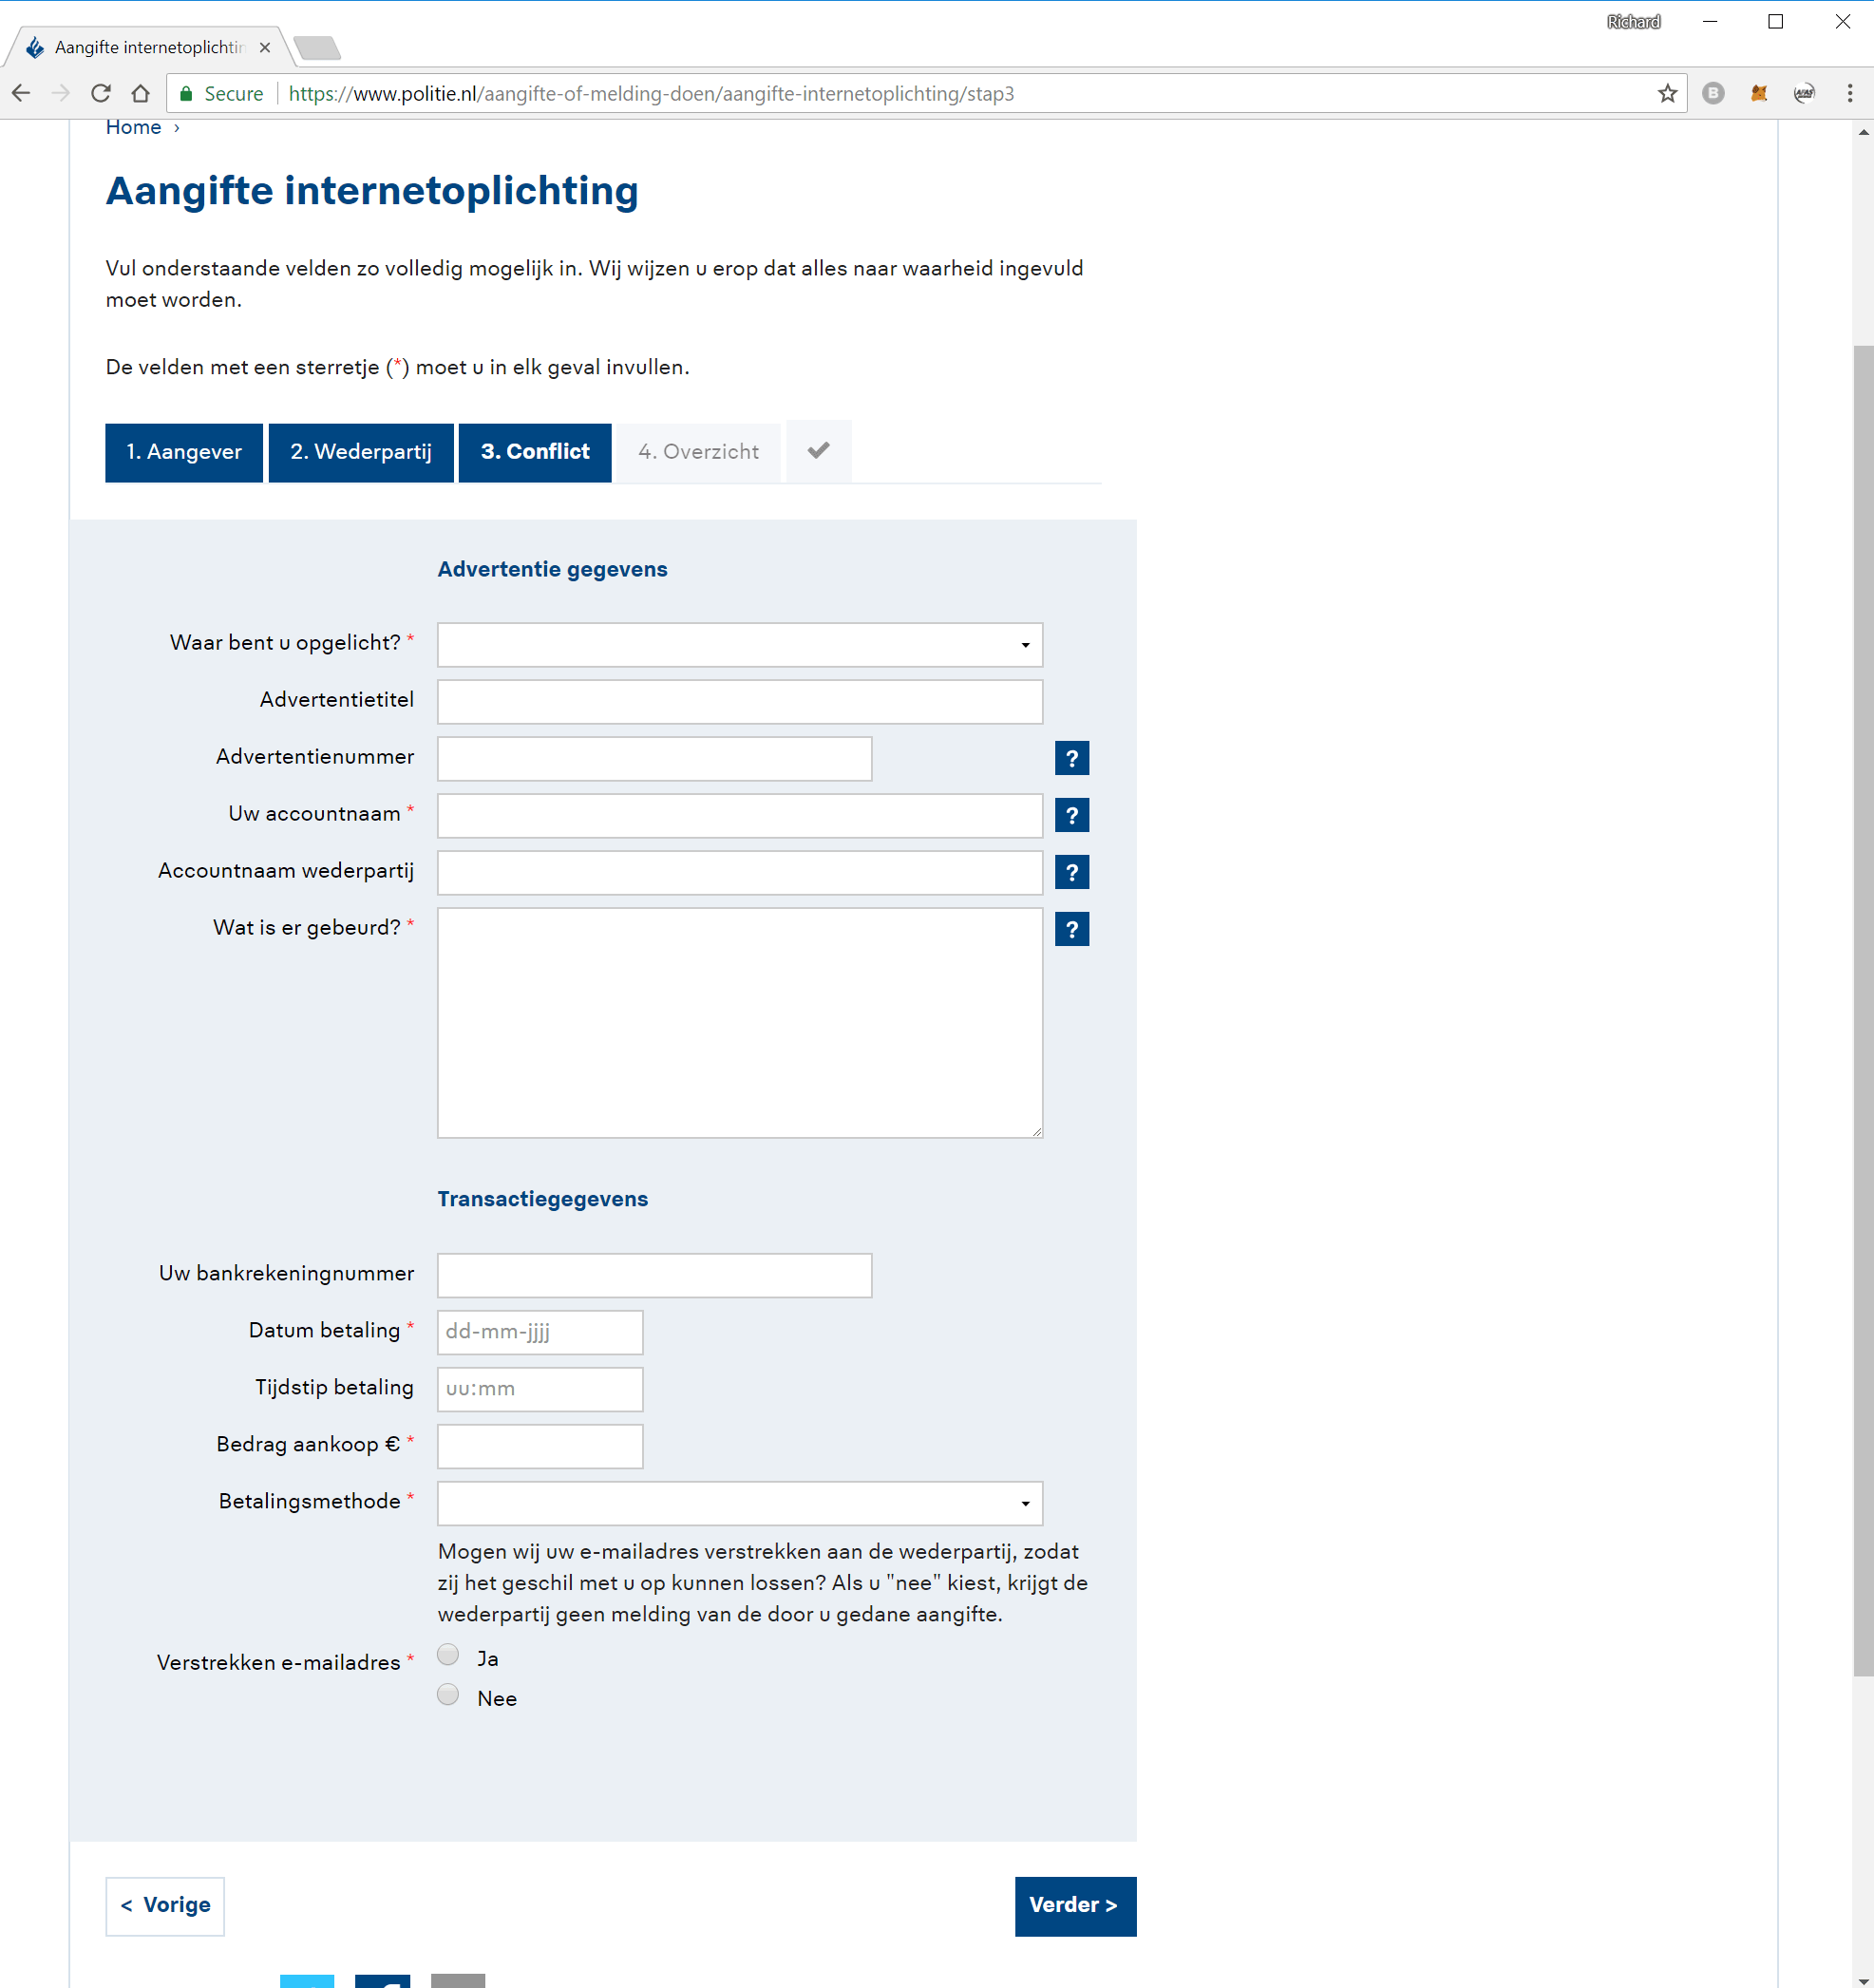 Richard
Aangifte internetoplichtin
Secure https://www.politie.nl/aangifte-of-melding-doen/aangifte-internetoplichting/stap3
B
Home ›
Aangifte internetoplichting
Vul onderstaande velden zo volledig mogelijk in. Wij wijzen u erop dat alles naar waarheid ingevuld
moet worden.
De velden met een sterretje (*) moet u in elk geval invullen.
1. Aangever 2. Wederpartij 3. Conflict 4. Overzicht
Advertentie gegevens
Waar bent u opgelicht? *
Advertentietitel
Advertentienummer ?
Uw accountnaam * ?
Accountnaam wederpartij ?
Wat is er gebeurd? * ?
Transactiegegevens
Uw bankrekeningnummer
Datum betaling * dd-mm-jjjj
Tijdstip betaling uu:mm
Bedrag aankoop € *
Betalingsmethode *
Mogen wij uw e-mailadres verstrekken aan de wederpartij, zodat
zij het geschil met u op kunnen lossen? Als u "nee" kiest, krijgt de
wederpartij geen melding van de door u gedane aangifte.
Verstrekken e-mailadres * Ja
Nee
< Vorige Verder >